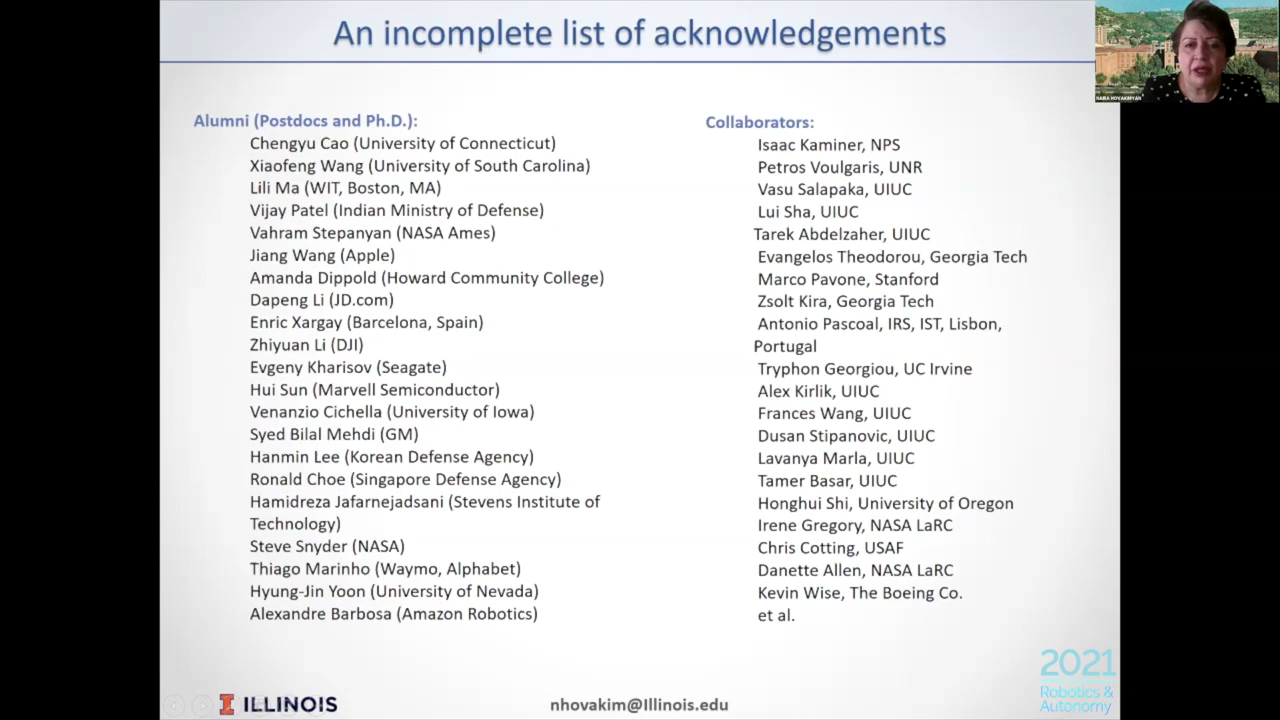 An incomplete list of acknowledgements
NAIRA HOVAKIMYAN
Alumni (Postdocs and Ph.D.):
Chengyu Cao (University of Connecticut)
Xiaofeng Wang (University of South Carolina)
Lili Ma (WIT, Boston, MA)
Vijay Patel (Indian Ministry of Defense)
Vahram Stepanyan (NASA Ames)
Jiang Wang (Apple)
Amanda Dippold (Howard Community College)
Dapeng Li (JD.com)
Enric Xargay (Barcelona, Spain)
Zhiyuan Li (DJI)
Evgeny Kharisov (Seagate)
Hui Sun (Marvell Semiconductor)
Venanzio Cichella (University of Iowa)
Syed Bilal Mehdi (GM)
Hanmin Lee (Korean Defense Agency)
Ronald Choe (Singapore Defense Agency)
Hamidreza Jafarnejadsani (Stevens Institute of
Technology)
Steve Snyder (NASA)
Thiago Marinho (Waymo, Alphabet)
Hyung-Jin Yoon (University of Nevada)
Alexandre Barbosa (Amazon Robotics)
Collaborators:
Isaac Kaminer, NPS
Petros Voulgaris, UNR
Vasu Salapaka, UIUC
Lui Sha, UIUC
Tarek Abdelzaher, UIUC
Evangelos Theodorou, Georgia Tech
Marco Pavone, Stanford
Zsolt Kira, Georgia Tech
Antonio Pascoal, IRS, IST, Lisbon,
Portugal
Tryphon Georgiou, UC Irvine
Alex Kirlik, UIUC
Frances Wang, UIUC
Dusan Stipanovic, UIUC
Lavanya Marla, UIUC
Tamer Basar, UIUC
Honghui Shi, University of Oregon
Irene Gregory, NASA LaRC
Chris Cotting, USAF
Danette Allen, NASA LaRC
Kevin Wise, The Boeing Co.
et al.
I ILLINOIS
nhovakim@Illinois.edu
2021
Robotics &
Autonomy